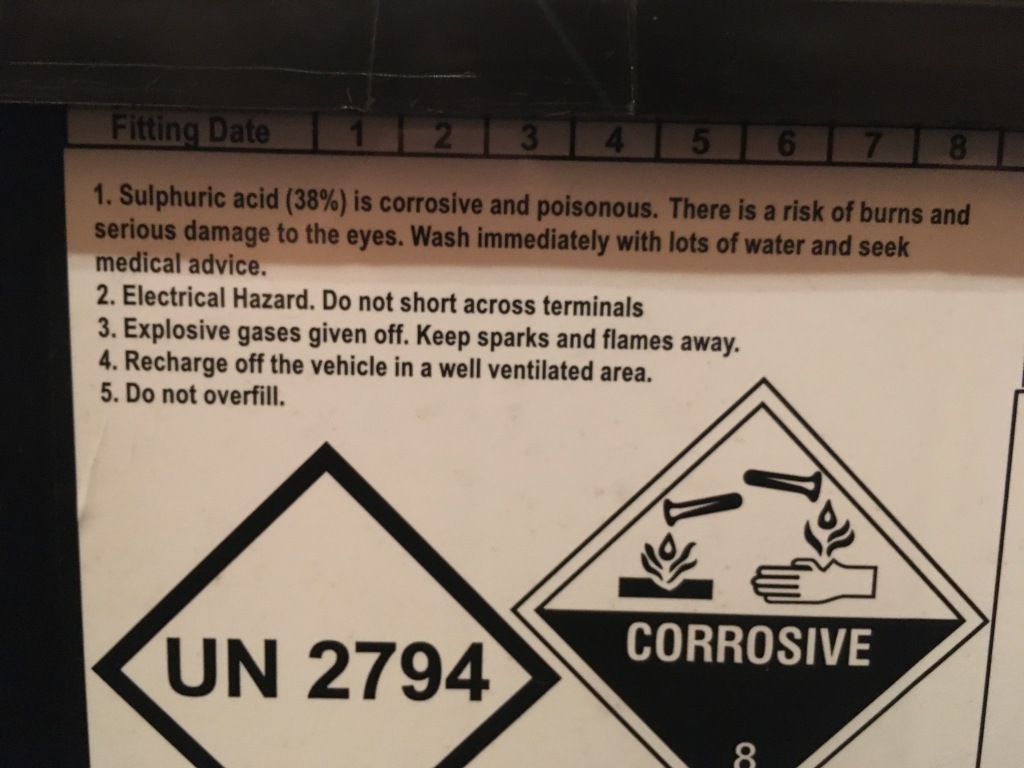 Fitting Date 1 2 3 4 5 6 7 8
1. Sulphuric acid (38%) is corrosive and poisonous. There is a risk of burns and
serious damage to the eyes. Wash immediately with lots of water and seek
medical advice.
2. Electrical Hazard. Do not short across terminals
3. Explosive gases given off. Keep sparks and flames away.
4. Recharge off the vehicle in a well ventilated area.
5. Do not overfill.
UN 2794
CORROSIVE
8